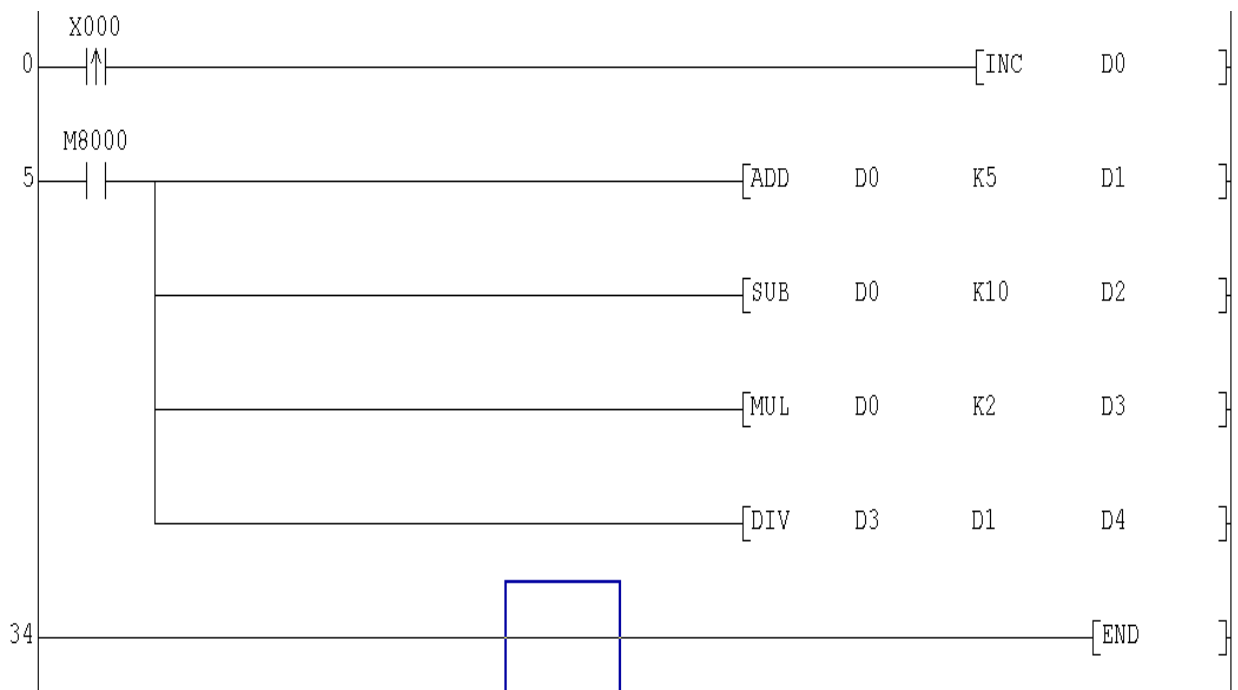 X000
0 [INC D0 ]
M8000
5 [ADD D0 K5 D1 ]
[SUB D0 K10 D2 ]
[MUL D0 K2 D3 ]
[DIV D3 D1 D4 ]
34 [END ]